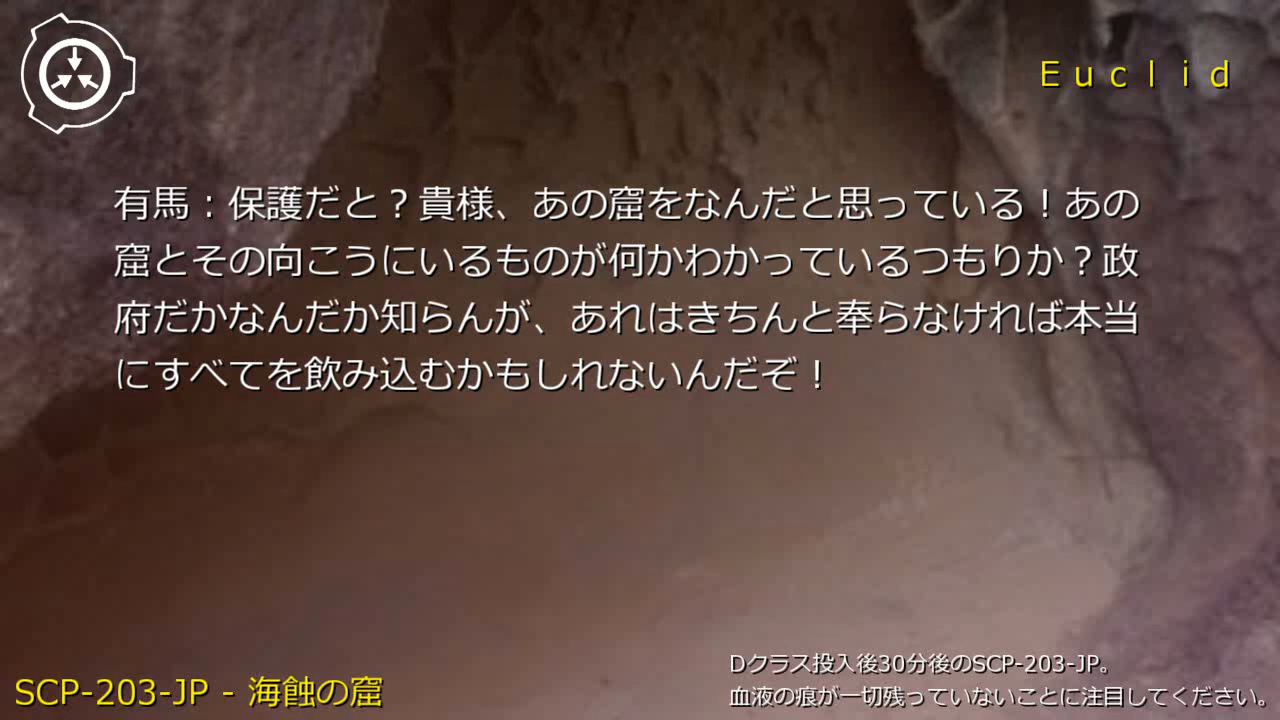 Ｅｕｃｌｉｄ
有馬：保護だと？貴様、あの窟をなんだと思っている！あの
窟とその向こうにいるものが何かわかっているつもりか？政
府だかなんだか知らんが、あれはきちんと奉らなければ本当
にすべてを飲み込むかもしれないんだぞ！
Dクラス投入後30分後のSCP-203-JP。
血液の痕が一切残っていないことに注目してください。
SCP-203-JP - 海蝕の窟